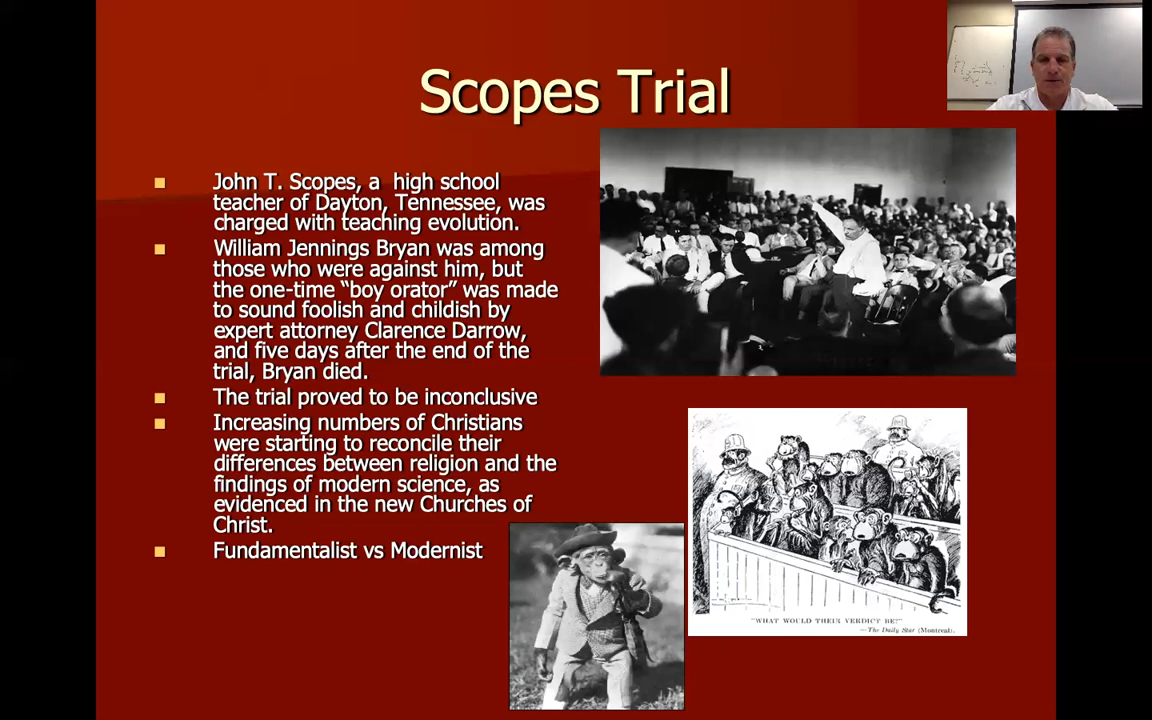 Scopes Trial
John T. Scopes, a  high school
teacher of Dayton, Tennessee, was
charged with teaching evolution.
William Jennings Bryan was among
those who were against him, but
the one-time “boy orator” was made
to sound foolish and childish by
expert attorney Clarence Darrow,
and five days after the end of the
trial, Bryan died.
The trial proved to be inconclusive
Increasing numbers of Christians
were starting to reconcile their
differences between religion and the
findings of modern science, as
evidenced in the new Churches of
Christ.
Fundamentalist vs Modernist
"WHAT WOULD THEIR VERDICT BE?"
—The Daily Star (Montreal).